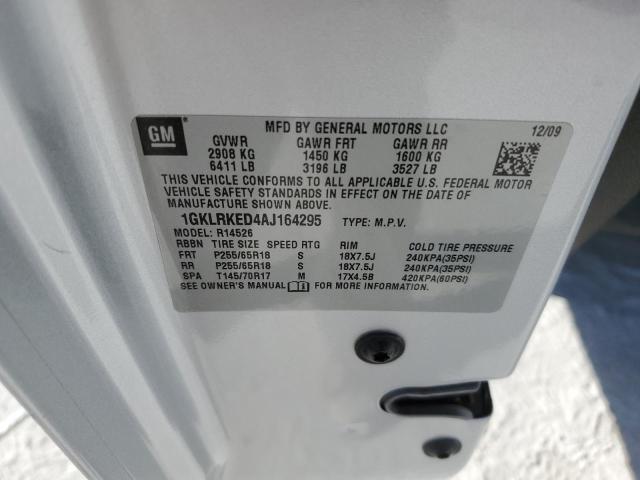 GM
MFD BY GENERAL MOTORS LLC 12/09
GVWR GAWR FRT GAWR RR
2908 KG 1450 KG 1600 KG
6411 LB 3196 LB 3527 LB
THIS VEHICLE CONFORMS TO ALL APPLICABLE U.S. FEDERAL MOTOR
VEHICLE SAFETY STANDARDS IN EFFECT ON THE DATE OF
MANUFACTURE SHOWN ABOVE.
1GKLRKED4AJ164295 TYPE: M.P.V.
MODEL: R14526
RBBN TIRE SIZE SPEED RTG RIM COLD TIRE PRESSURE
FRT P255/65R18 S 18X7.5J 240KPA(35PSI)
RR P255/65R18 S 18X7.5J 240KPA(35PSI)
SPA T145/70R17 M 17X4.5B 420KPA(60PSI)
SEE OWNER'S MANUAL FOR MORE INFORMATION.